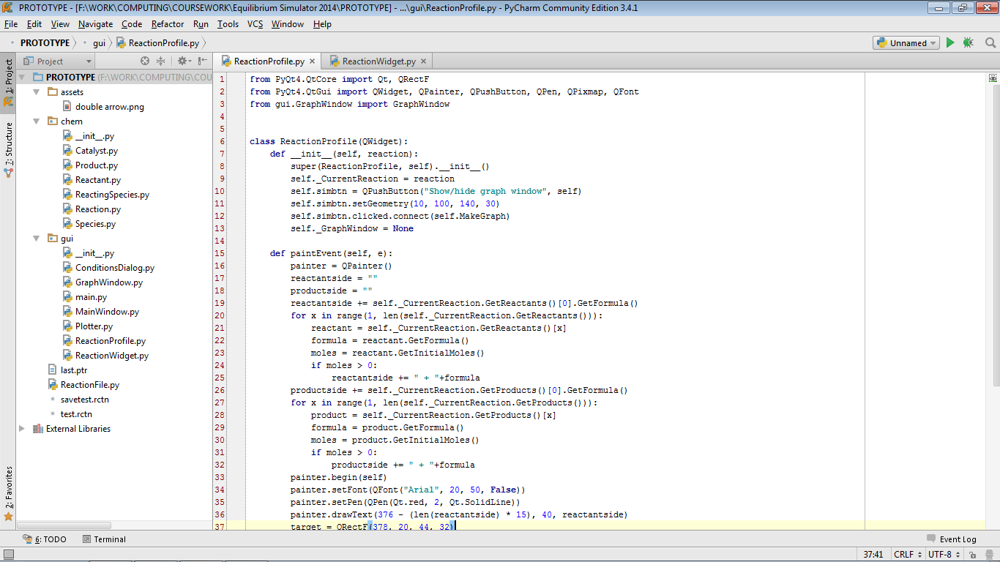 PROTOTYPE - [F:\WORK\COMPUTING\COURSEWORK\Equilibrium Simulator 2014\PROTOTYPE] - ...\gui\ReactionProfile.py - PyCharm Community Edition 3.4.1
File Edit View Navigate Code Refactor Run Tools VCS Window Help
PROTOTYPE gui ReactionProfile.py Unnamed
1: Project
7: Structure
2: Favorites
Project
PROTOTYPE (F:\WORK\COMPUTING\COU
assets
double arrow.png
chem
__init__.py
Catalyst.py
Product.py
Reactant.py
ReactingSpecies.py
Reaction.py
Species.py
gui
__init__.py
ConditionsDialog.py
GraphWindow.py
main.py
MainWindow.py
Plotter.py
ReactionProfile.py
ReactionWidget.py
last.ptr
ReactionFile.py
savetest.rctn
test.rctn
External Libraries
ReactionProfile.py ReactionWidget.py
1 from PyQt4.QtCore import Qt, QRectF
2 from PyQt4.QtGui import QWidget, QPainter, QPushButton, QPen, QPixmap, QFont
3 from gui.GraphWindow import GraphWindow
4
5
6 class ReactionProfile(QWidget):
7     def __init__(self, reaction):
8         super(ReactionProfile, self).__init__()
9         self._CurrentReaction = reaction
10         self.simbtn = QPushButton("Show/hide graph window", self)
11         self.simbtn.setGeometry(10, 100, 140, 30)
12         self.simbtn.clicked.connect(self.MakeGraph)
13         self._GraphWindow = None
14
15     def paintEvent(self, e):
16         painter = QPainter()
17         reactantside = ""
18         productside = ""
19         reactantside += self._CurrentReaction.GetReactants()[0].GetFormula()
20         for x in range(1, len(self._CurrentReaction.GetReactants())):
21             reactant = self._CurrentReaction.GetReactants()[x]
22             formula = reactant.GetFormula()
23             moles = reactant.GetInitialMoles()
24             if moles > 0:
25                 reactantside += " + "+formula
26         productside += self._CurrentReaction.GetProducts()[0].GetFormula()
27         for x in range(1, len(self._CurrentReaction.GetProducts())):
28             product = self._CurrentReaction.GetProducts()[x]
29             formula = product.GetFormula()
30             moles = product.GetInitialMoles()
31             if moles > 0:
32                 productside += " + "+formula
33         painter.begin(self)
34         painter.setFont(QFont("Arial", 20, 50, False))
35         painter.setPen(QPen(Qt.red, 2, Qt.SolidLine))
36         painter.drawText(376 - (len(reactantside) * 15), 40, reactantside)
37         target = QRectF(378, 20, 44, 32)
6: TODO Terminal Event Log
37:41 CRLF UTF-8